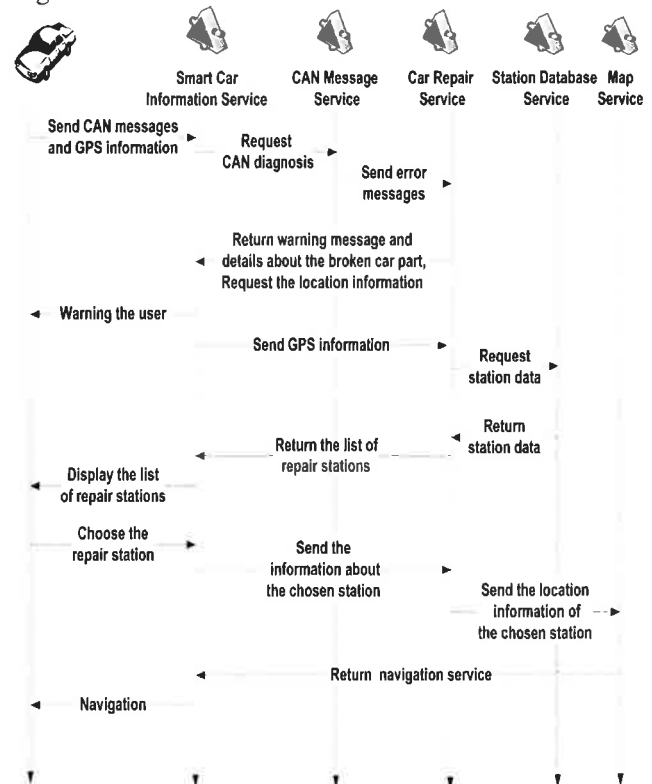 Smart Car
Information Service
CAN Message
Service
Car Repair
Service
Station Database
Service
Map
Service
Send CAN messages
and GPS information
Request
CAN diagnosis
Send error
messages
Return warning message and
details about the broken car part,
Request the location information
Warning the user
Send GPS information
Request
station data
Return
station data
Return the list of
repair stations
Display the list
of repair stations
Choose the
repair station
Send the
information about
the chosen station
Send the location
information of
the chosen station
Return navigation service
Navigation